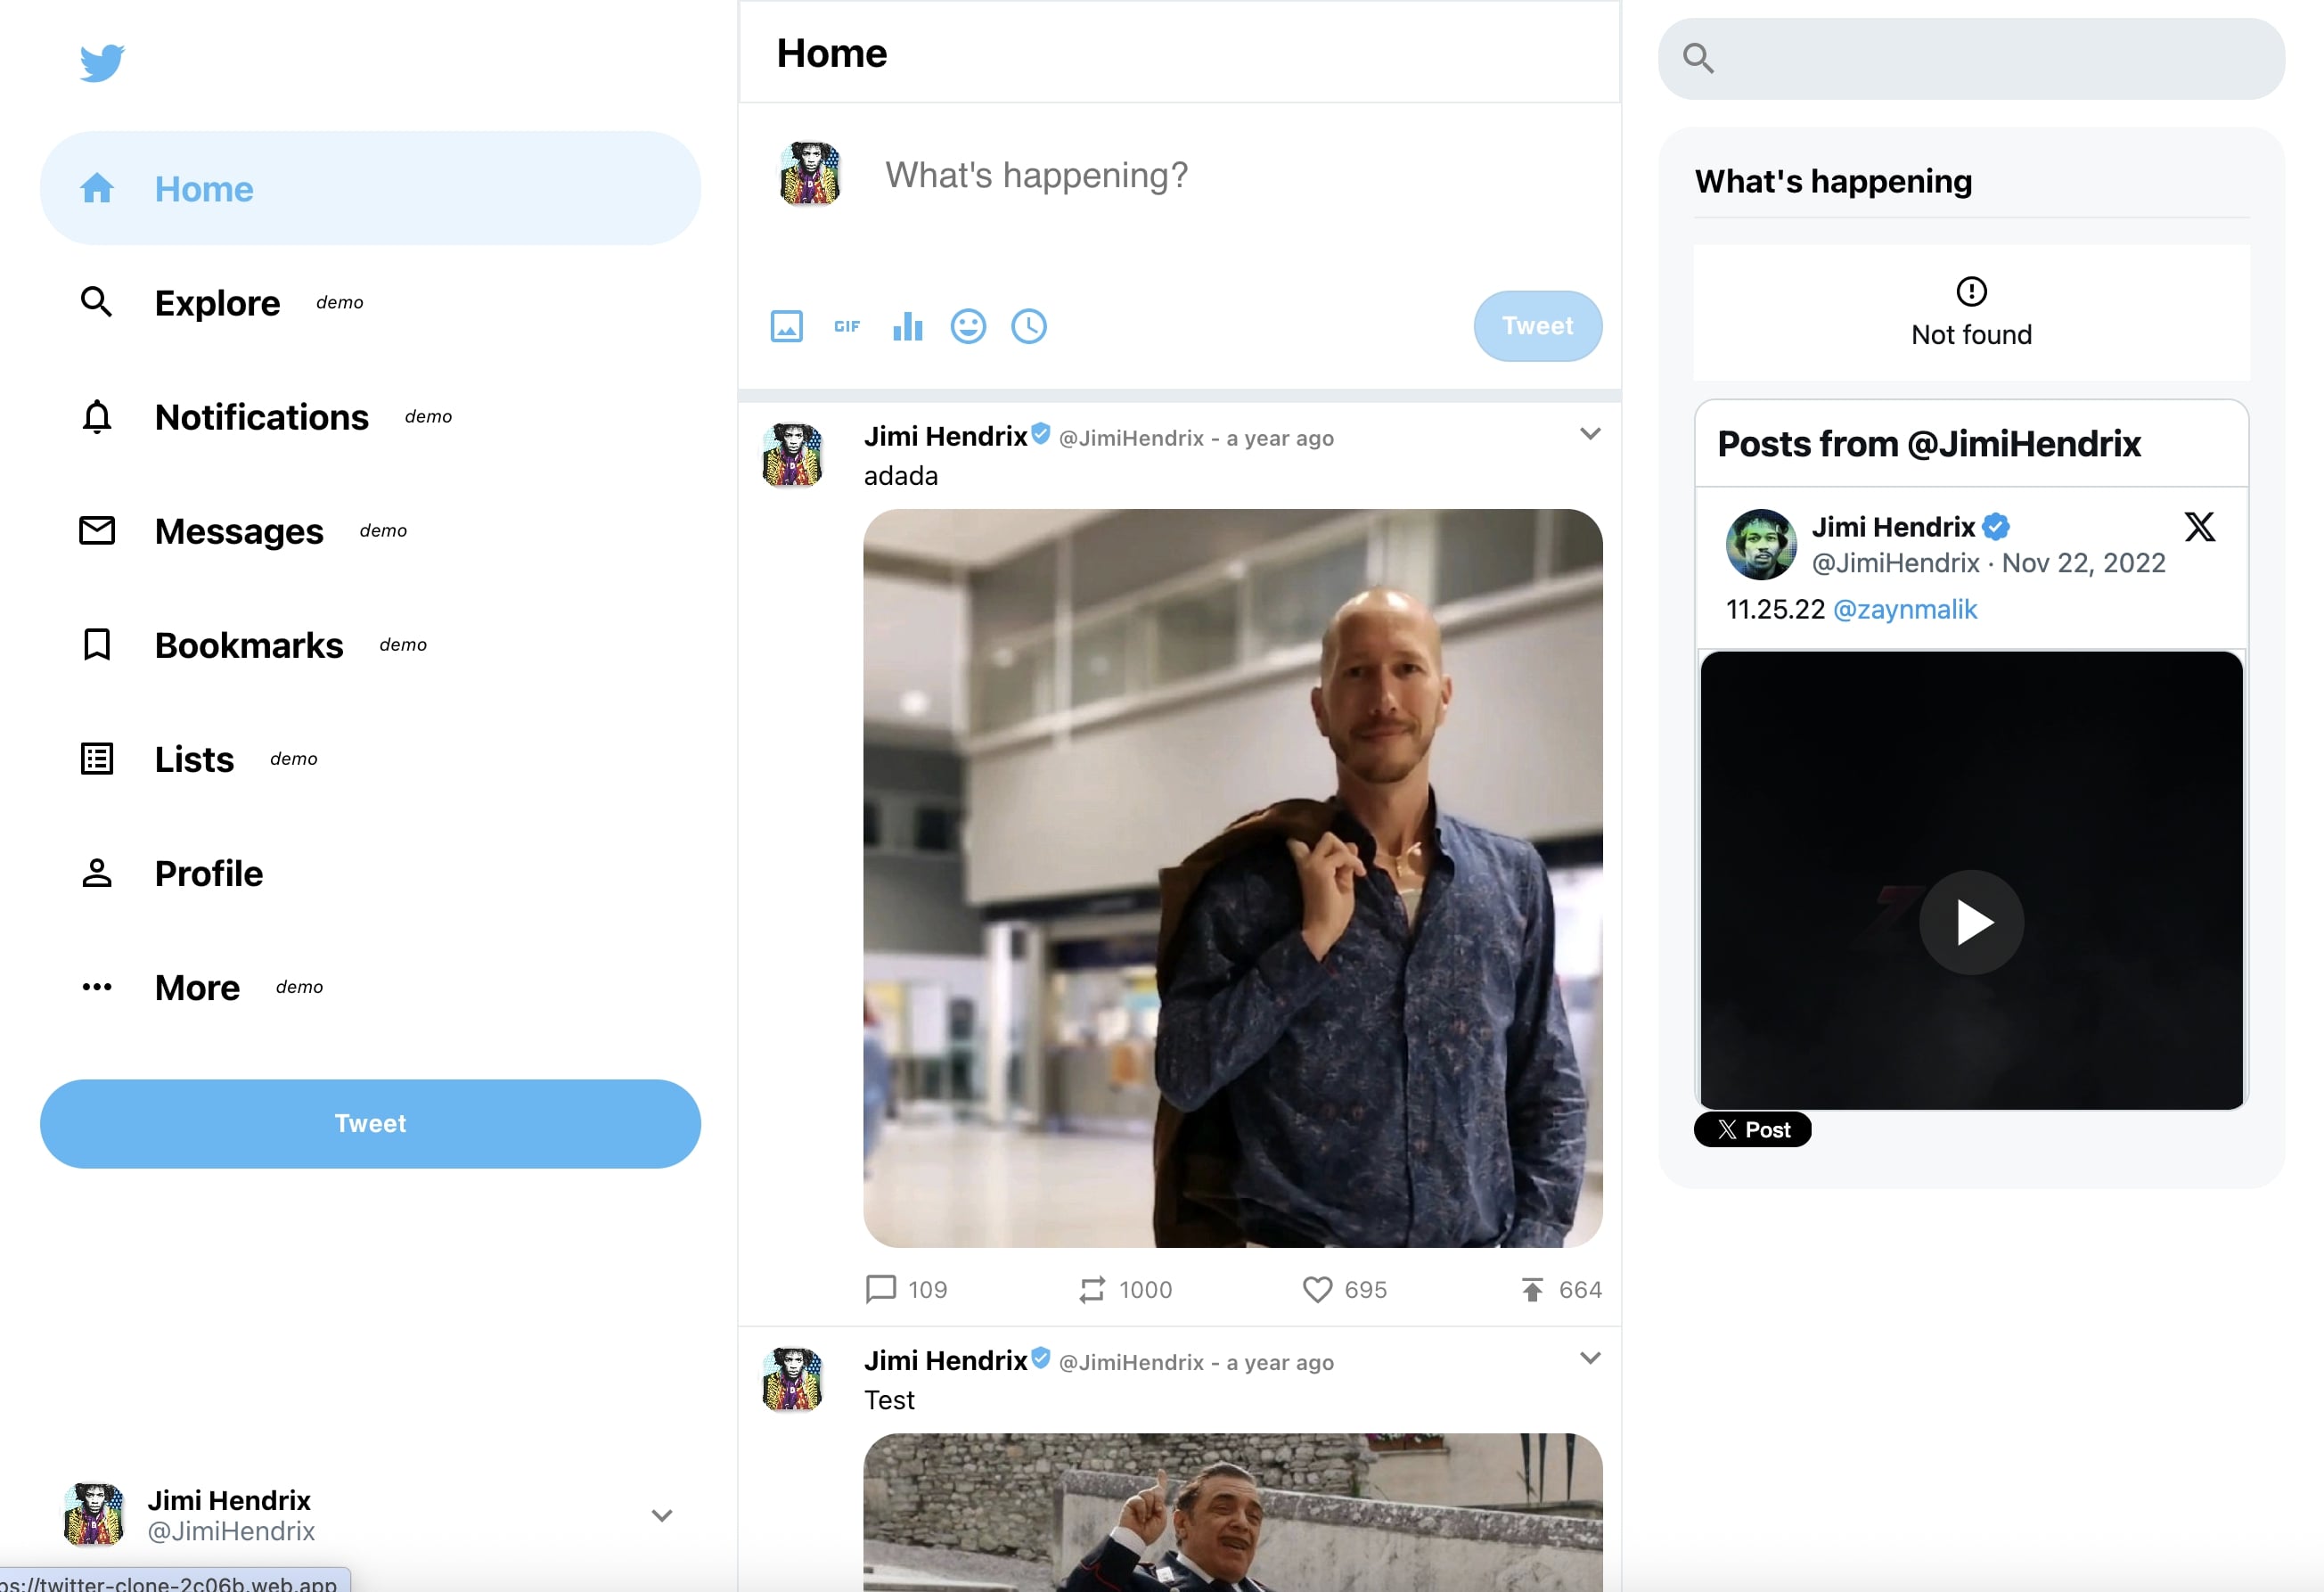 Home
Explore demo
Notifications demo
Messages demo
Bookmarks demo
Lists demo
Profile
More demo
Tweet
Jimi Hendrix
@JimiHendrix
ps://twitter-clone-2c06b.web.app
Home
What's happening?
GIF
Tweet
Jimi Hendrix @JimiHendrix - a year ago
adada
109 1000 695 664
Jimi Hendrix @JimiHendrix - a year ago
Test
What's happening
Not found
Posts from @JimiHendrix
Jimi Hendrix
@JimiHendrix · Nov 22, 2022
11.25.22 @zaynmalik
Post